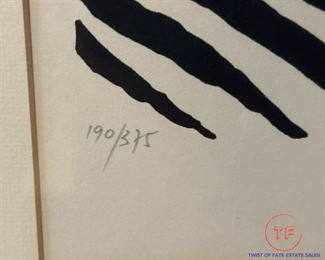 190/375
TF
TWIST OF FATE ESTATE SALES